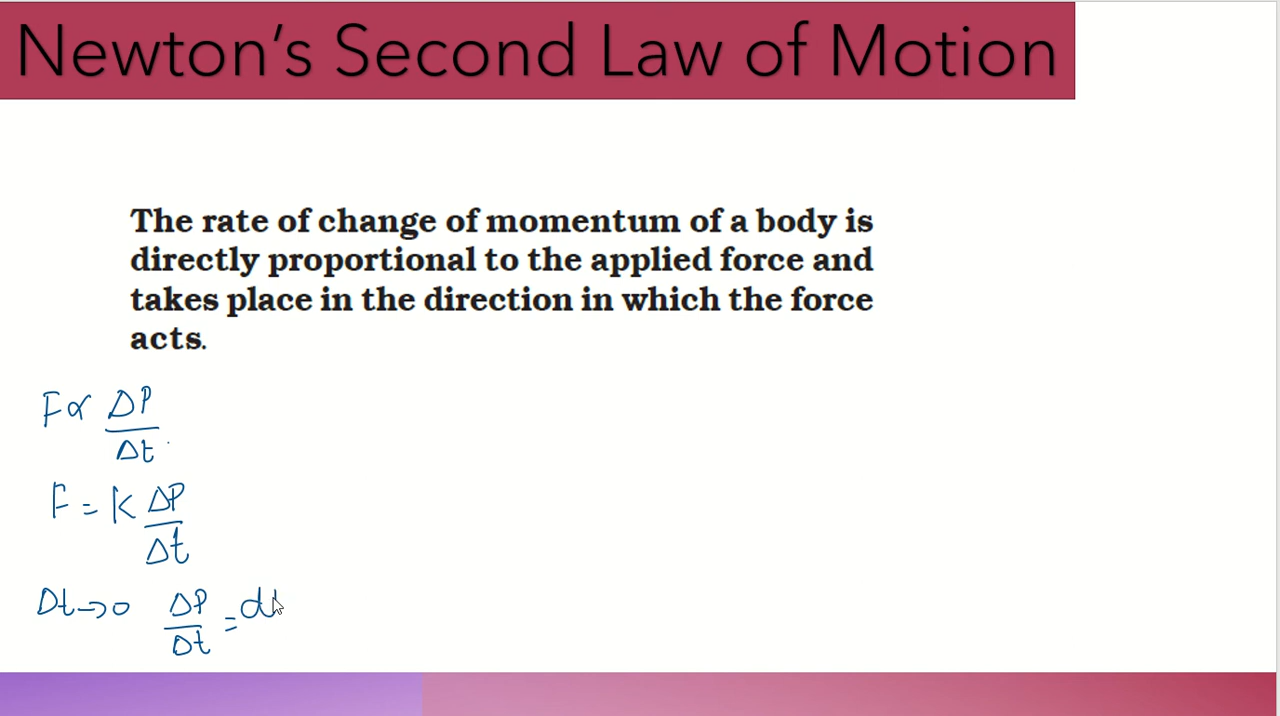 Newton's Second Law of Motion
The rate of change of momentum of a body is
directly proportional to the applied force and
takes place in the direction in which the force
acts.
F ∝ ΔP/Δt
F = K ΔP/Δt
Δt → 0 ΔP/Δt = d